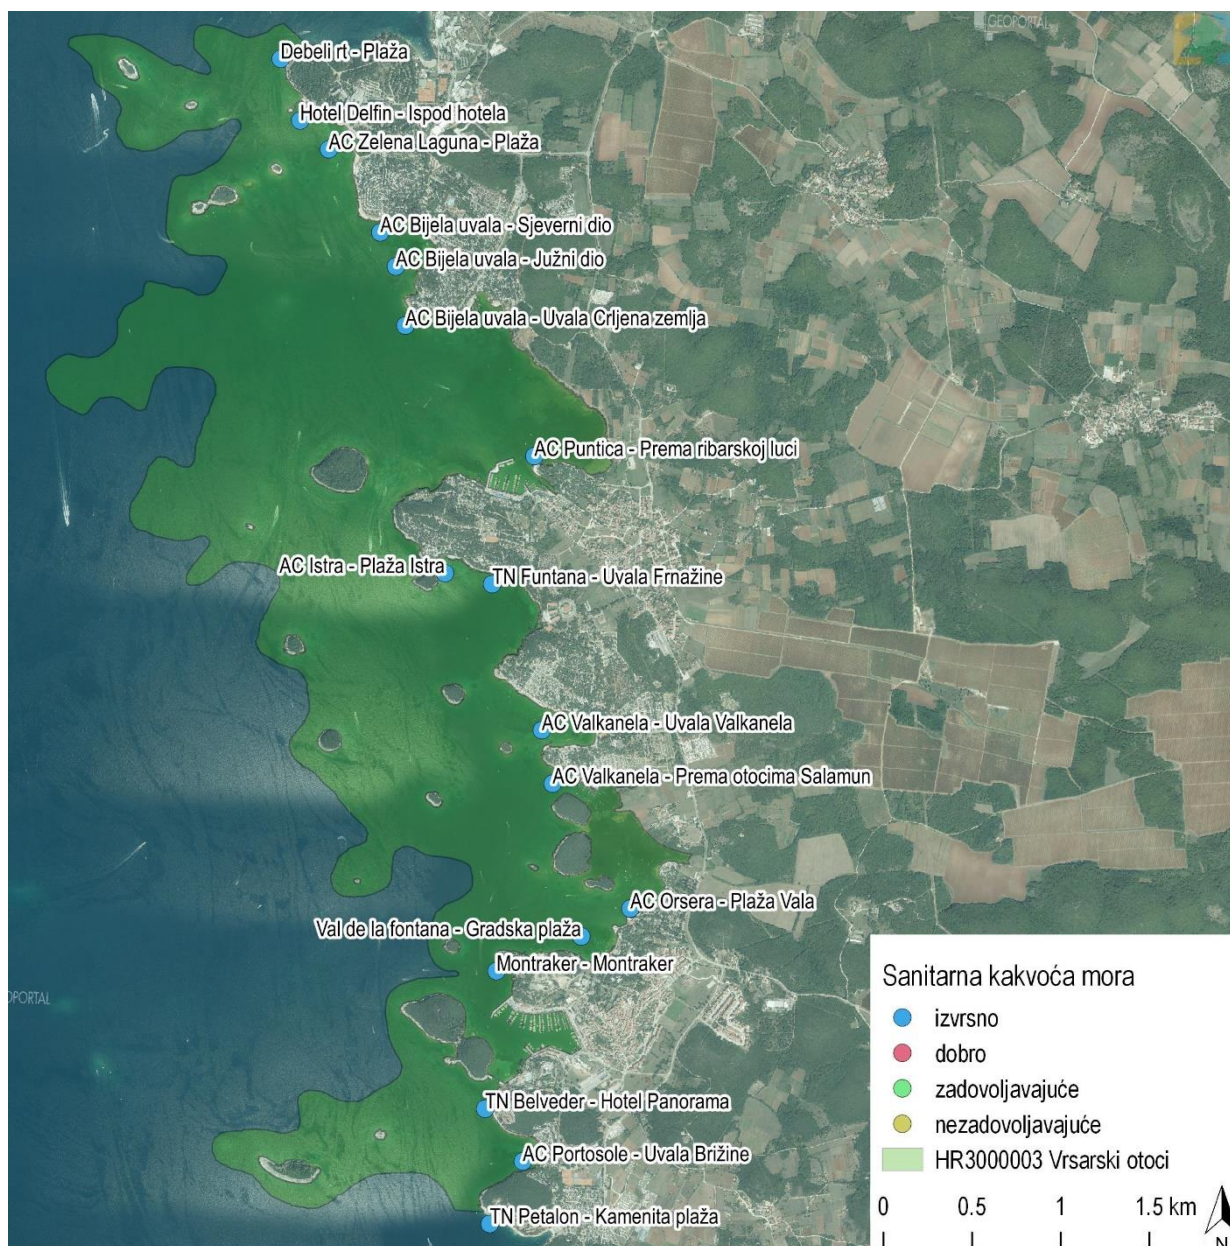 GEOPORTAL
Debeli rt - Plaža
Hotel Delfin - Ispod hotela
AC Zelena Laguna - Plaža
AC Bijela uvala - Sjeverni dio
AC Bijela uvala - Južni dio
AC Bijela uvala - Uvala Crljena zemlja
AC Puntica - Prema ribarskoj luci
AC Istra - Plaža Istra
TN Funtana - Uvala Frnažine
AC Valkanela - Uvala Valkanela
AC Valkanela - Prema otocima Salamun
AC Orsera - Plaža Vala
Val de la fontana - Gradska plaža
Montraker - Montraker
OPORTAL
TN Belveder - Hotel Panorama
AC Portosole - Uvala Brižine
TN Petalon - Kamenita plaža
Sanitarna kakvoća mora
izvrsno
dobro
zadovoljavajuće
nezadovoljavajuće
HR3000003 Vrsarski otoci
0 0.5 1 1.5 km
N